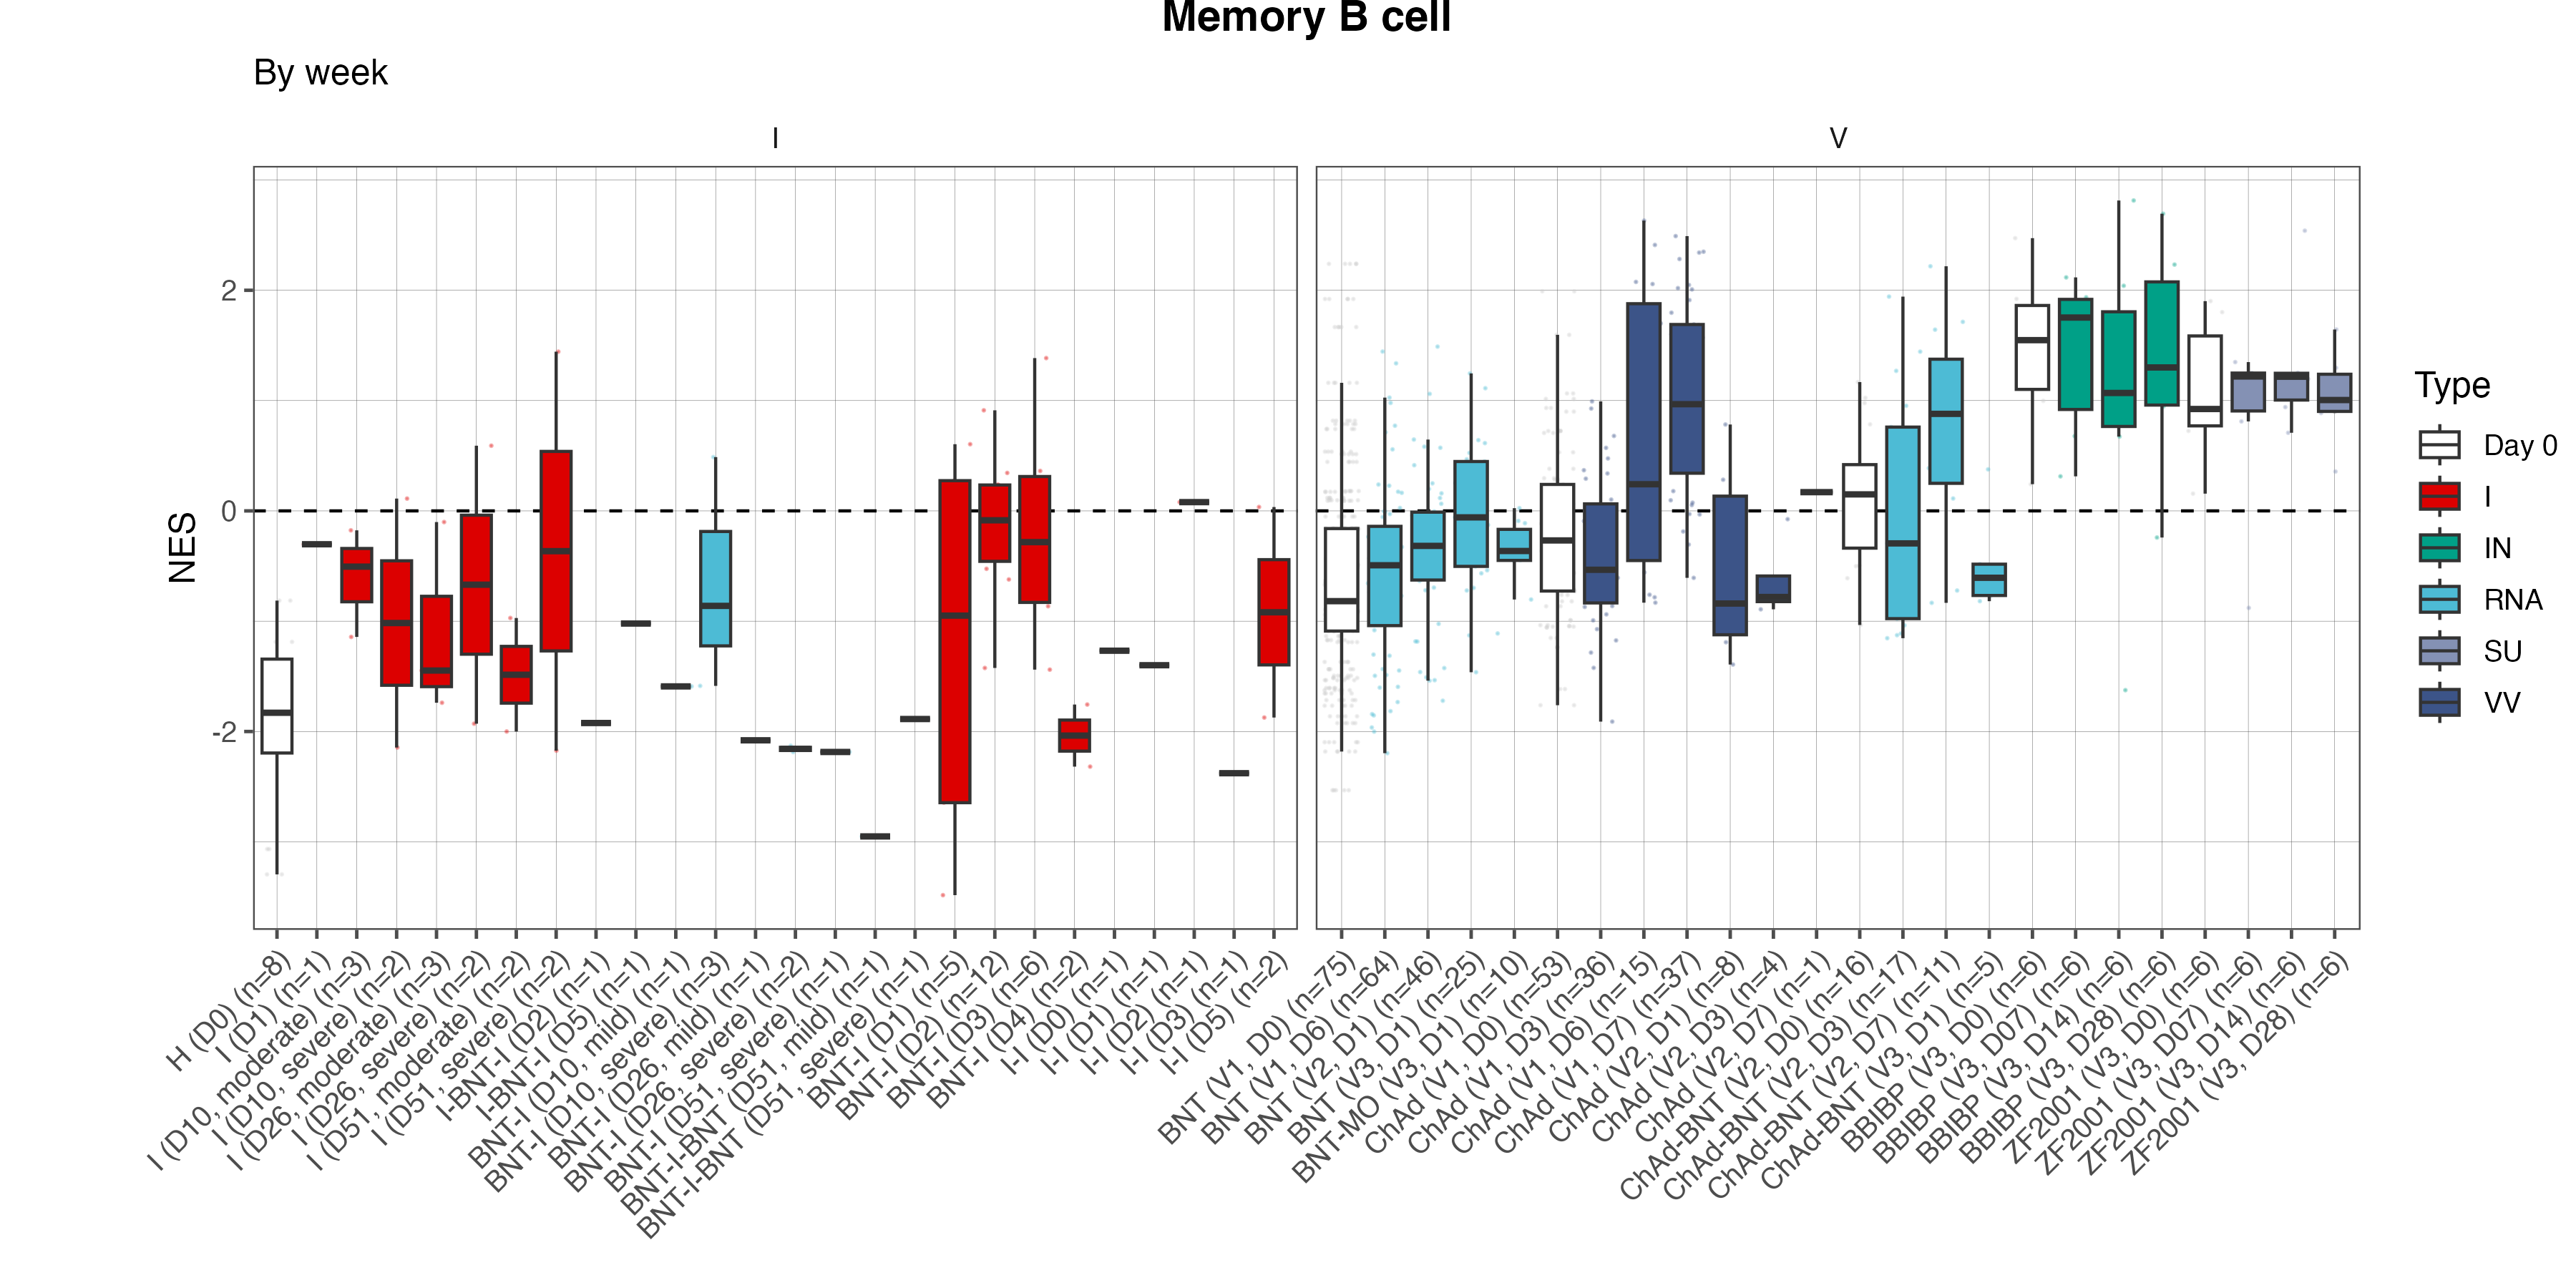 Memory B cell
By week
I
V
NES
2
0
-2
H (D0) (n=8)
I (D1) (n=1)
I (D10, moderate) (n=3)
I (D10, severe) (n=2)
I (D26, moderate) (n=3)
I (D26, severe) (n=2)
I (D51, moderate) (n=2)
I (D51, severe) (n=2)
I-BNT-I (D2) (n=1)
I-BNT-I (D5) (n=1)
BNT-I (D10, mild) (n=1)
BNT-I (D10, severe) (n=3)
BNT-I (D26, mild) (n=1)
BNT-I (D26, severe) (n=2)
BNT-I (D51, severe) (n=1)
BNT-I-BNT (D51, mild) (n=1)
BNT-I-BNT (D51, severe) (n=1)
BNT-I (D1) (n=5)
BNT-I (D2) (n=12)
BNT-I (D3) (n=6)
BNT-I (D4) (n=2)
I-I (D0) (n=1)
I-I (D1) (n=1)
I-I (D2) (n=1)
I-I (D3) (n=1)
I-I (D5) (n=2)
BNT (V1, D0) (n=75)
BNT (V1, D6) (n=64)
BNT (V2, D1) (n=46)
BNT (V3, D1) (n=25)
BNT-MO (V3, D1) (n=10)
ChAd (V1, D0) (n=53)
ChAd (V1, D3) (n=36)
ChAd (V1, D6) (n=15)
ChAd (V1, D7) (n=37)
ChAd (V2, D1) (n=8)
ChAd (V2, D3) (n=4)
ChAd (V2, D7) (n=1)
ChAd-BNT (V2, D0) (n=16)
ChAd-BNT (V2, D3) (n=17)
ChAd-BNT (V2, D7) (n=11)
ChAd-BNT (V3, D1) (n=5)
BBIBP (V3, D0) (n=6)
BBIBP (V3, D07) (n=6)
BBIBP (V3, D14) (n=6)
BBIBP (V3, D28) (n=6)
ZF2001 (V3, D0) (n=6)
ZF2001 (V3, D07) (n=6)
ZF2001 (V3, D14) (n=6)
ZF2001 (V3, D28) (n=6)
Type
Day 0
I
IN
RNA
SU
VV